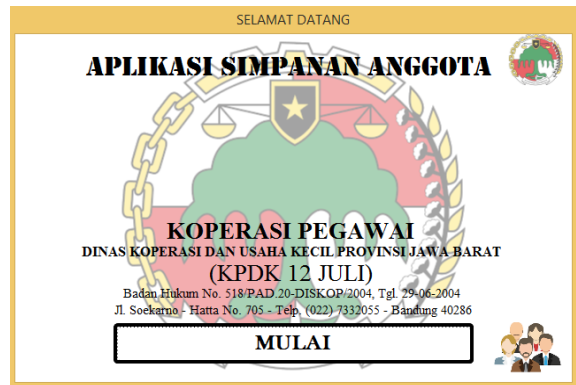 SELAMAT DATANG
APLIKASI SIMPANAN ANGGOTA
KOPERASI PEGAWAI
DINAS KOPERASI DAN USAHA KECIL PROVINSI JAWA BARAT
(KPDK 12 JULI)
Badan Hukum No. 518/PAD.20-DISKOP/2004, Tgl. 29-06-2004
Jl. Soekarno - Hatta No. 705 - Telp. (022) 7332055 - Bandung 40286
MULAI